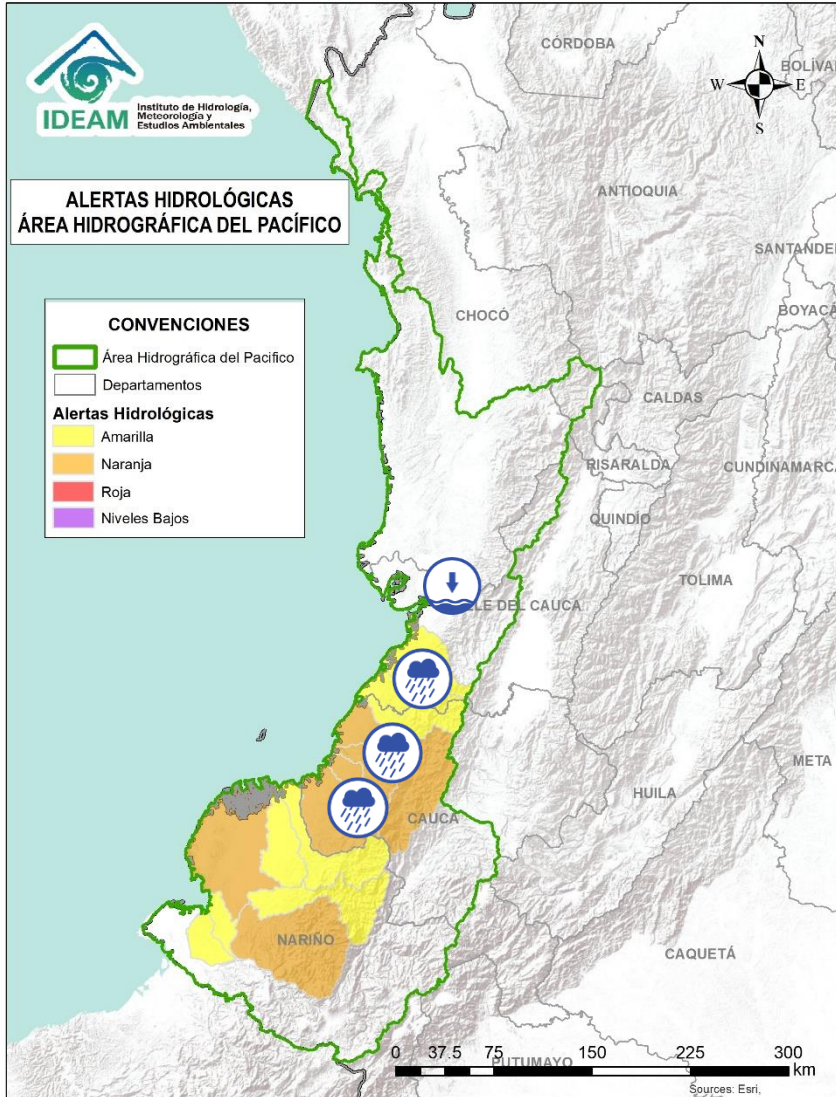 IDEAM
Instituto de Hidrología,
Meteorología y
Estudios Ambientales
ALERTAS HIDROLÓGICAS
ÁREA HIDROGRÁFICA DEL PACÍFICO
CONVENCIONES
Área Hidrográfica del Pacifico
Departamentos
Alertas Hidrológicas
Amarilla
Naranja
Roja
Niveles Bajos
N
W
E
S
CÓRDOBA
BOLÍVAR
ANTIOQUIA
SANTANDER
BOYACA
CHOCÓ
CALDAS
RISARALDA
CUNDINAMARCA
QUINDÍO
TOLIMA
LE DEL CAUCA
META
HUILA
CAUCA
NARIÑO
CAQUETÁ
PUTUMAYO
0 37.5 75 150 225 300
km
Sources: Esri,